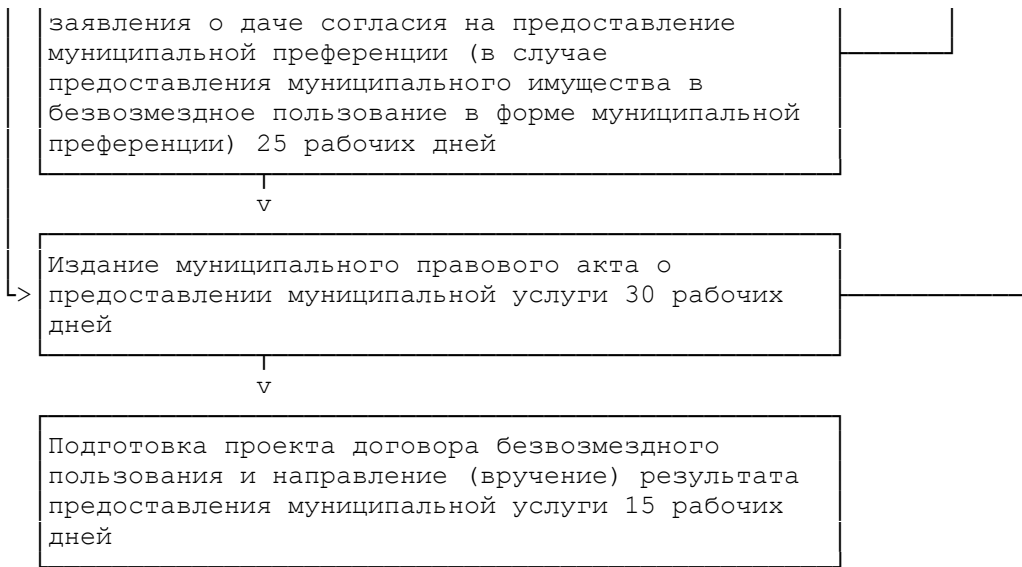 заявления о даче согласия на предоставление
муниципальной преференции (в случае
предоставления муниципального имущества в
безвозмездное пользование в форме муниципальной
преференции) 25 рабочих дней
v
Издание муниципального правового акта о
> предоставлении муниципальной услуги 30 рабочих
дней
v
Подготовка проекта договора безвозмездного
пользования и направление (вручение) результата
предоставления муниципальной услуги 15 рабочих
дней